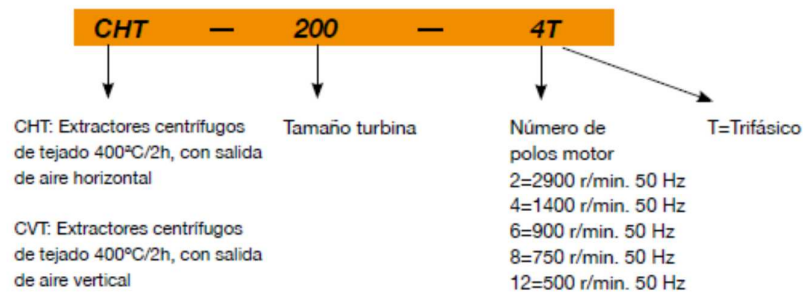 CHT — 200 — 4T
CHT: Extractores centrífugos
de tejado 400ºC/2h, con salida
de aire horizontal
CVT: Extractores centrífugos
de tejado 400ºC/2h, con salida
de aire vertical
Tamaño turbina
Número de
polos motor
2=2900 r/min. 50 Hz
4=1400 r/min. 50 Hz
6=900 r/min. 50 Hz
8=750 r/min. 50 Hz
12=500 r/min. 50 Hz
T=Trifásico